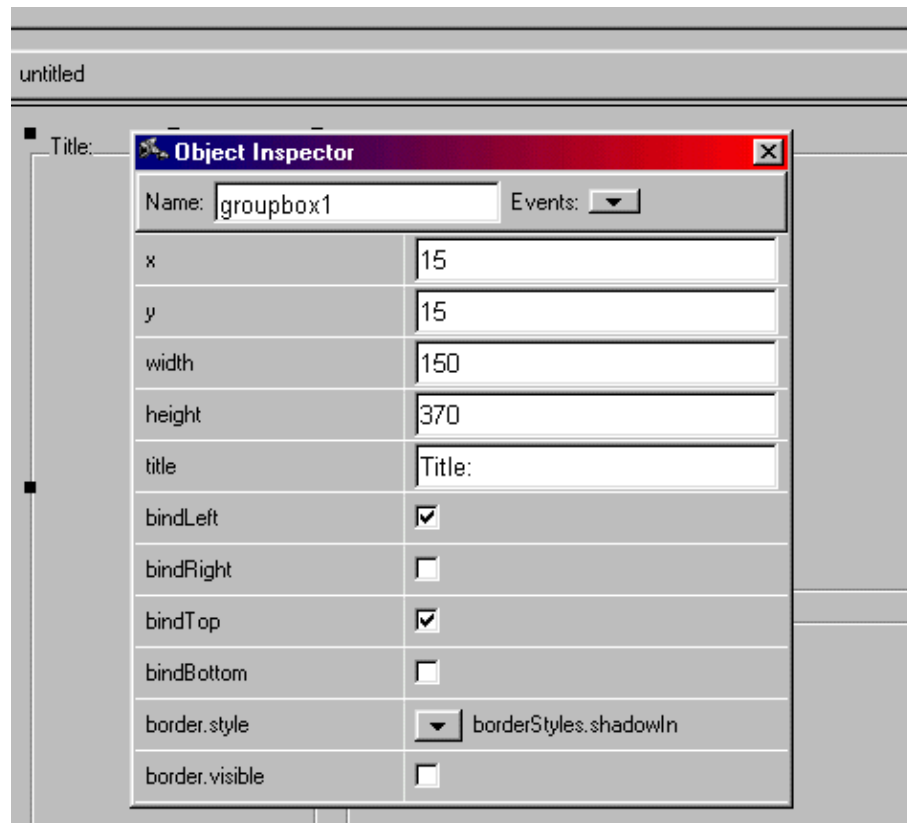 untitled
Title:
Object Inspector
Name: groupbox1 Events:
x 15
y 15
width 150
height 370
title Title:
bindLeft
bindRight
bindTop
bindBottom
border.style borderStyles.shadowIn
border.visible